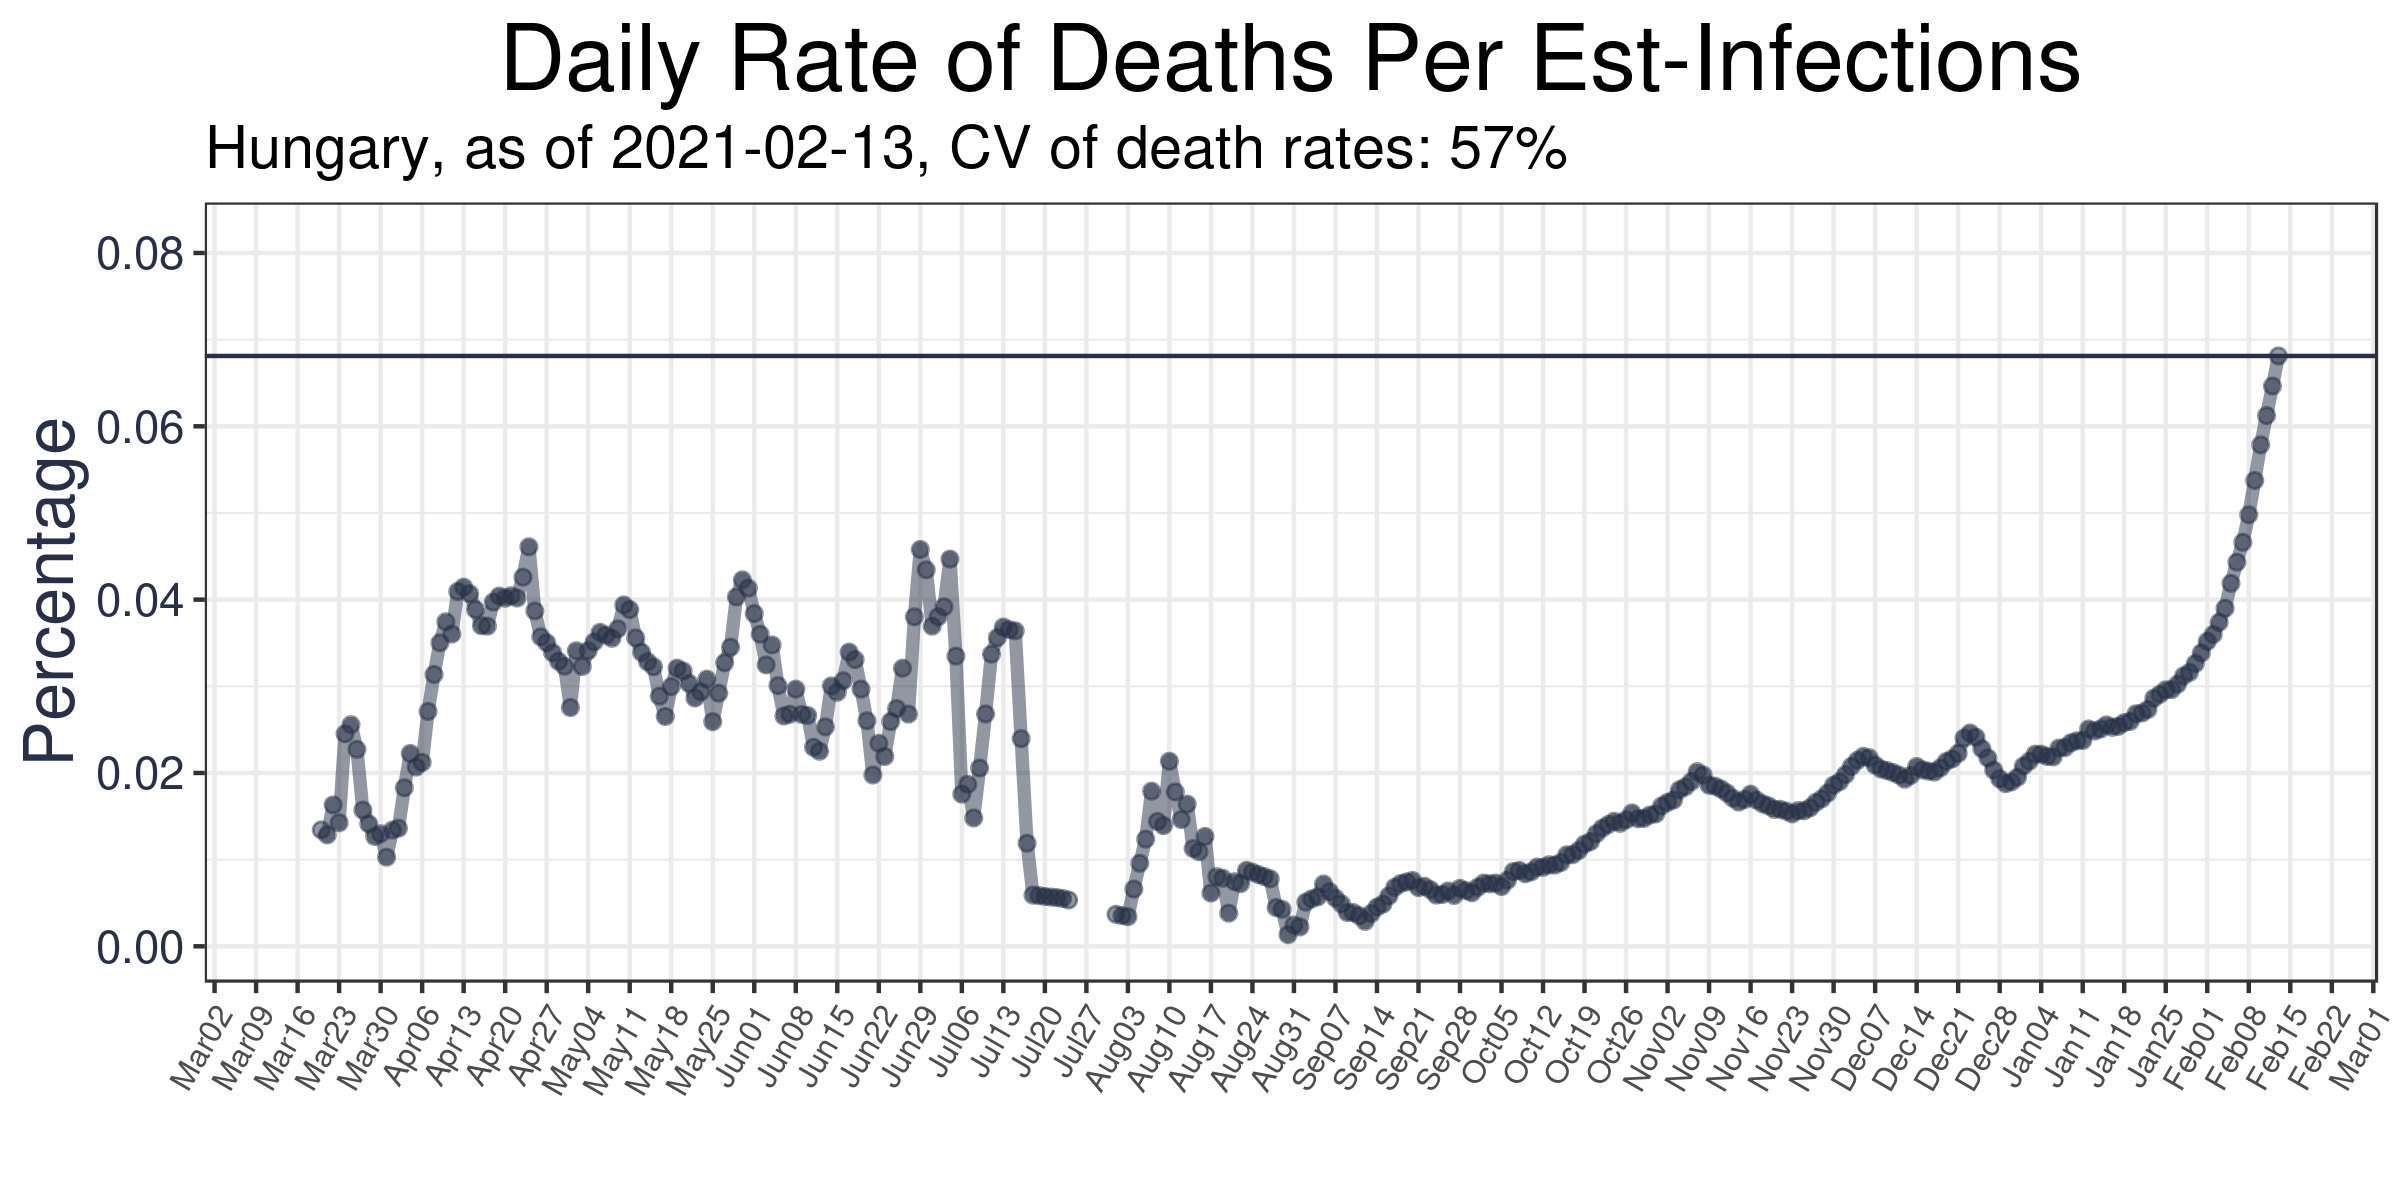 Daily Rate of Deaths Per Est-Infections
Hungary, as of 2021-02-13, CV of death rates: 57%
Percentage
0.08
0.06
0.04
0.02
0.00
Mar02
Mar09
Mar16
Mar23
Mar30
Apr06
Apr13
Apr20
Apr27
May04
May11
May18
May25
Jun01
Jun08
Jun15
Jun22
Jun29
Jul06
Jul13
Jul20
Jul27
Aug03
Aug10
Aug17
Aug24
Aug31
Sep07
Sep14
Sep21
Sep28
Oct05
Oct12
Oct19
Oct26
Nov02
Nov09
Nov16
Nov23
Nov30
Dec07
Dec14
Dec21
Dec28
Jan04
Jan11
Jan18
Jan25
Feb01
Feb08
Feb15
Feb22
Mar01